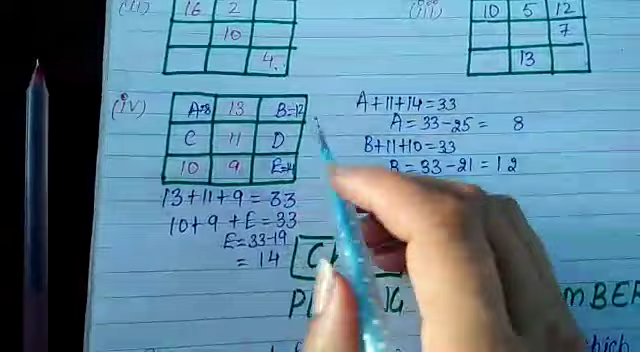 (ii)
16 2
10
4
(iii)
10 5 12
7
13
(iv)
A=8 13 B=12
C 11 D
10 9 E=14
13+11+9=33
10+9+E=33
E=33-19
=14
A+11+14=33
A=33-25= 8
B+11+10=33
B=33-21=12
MBER
which